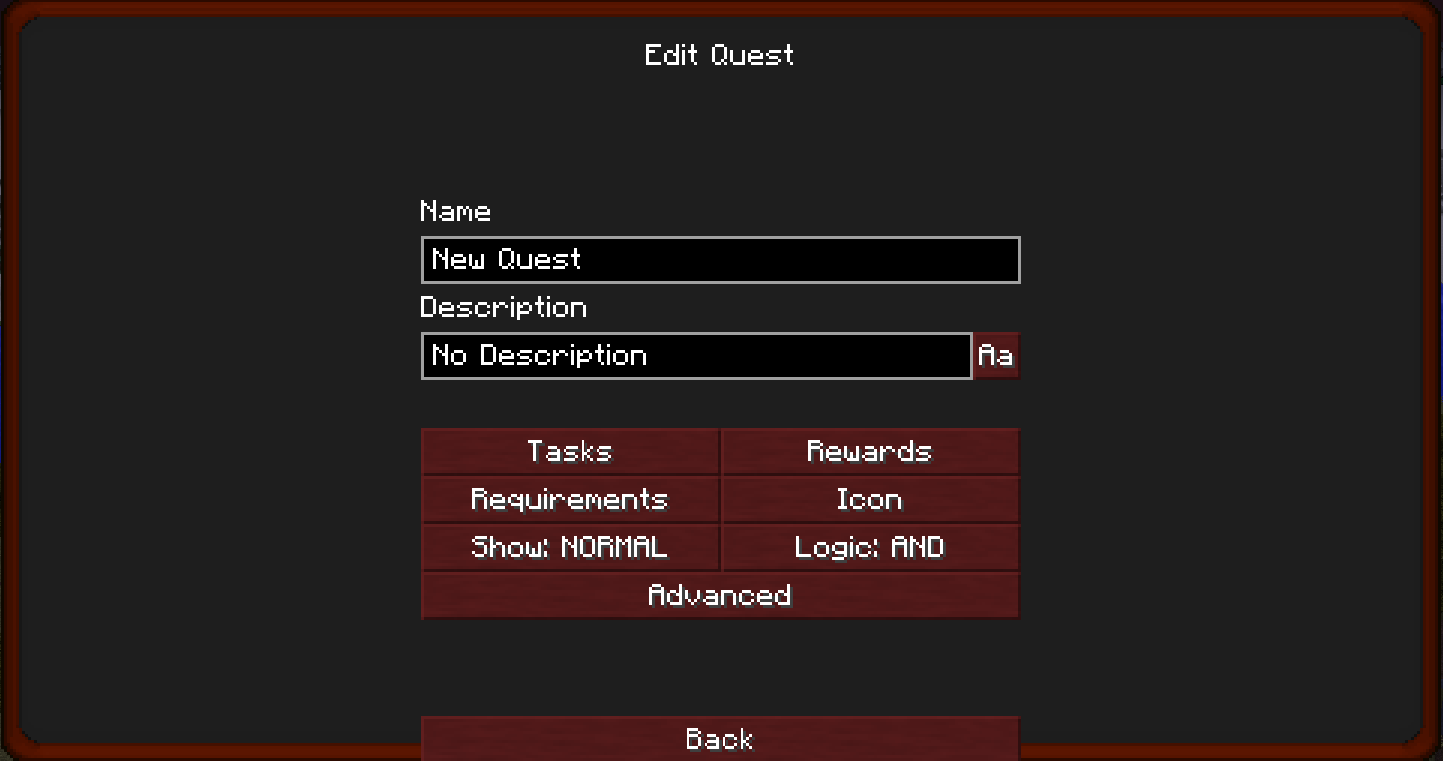 Edit Quest
Name
New Quest
Description
No Description Aa
Tasks Rewards
Requirements Icon
Show: NORMAL Logic: AND
Advanced
Back